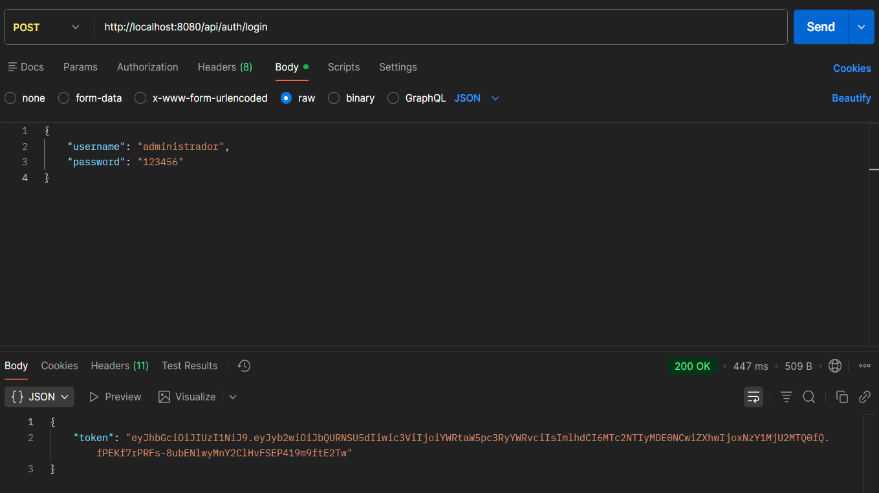 POST http://localhost:8080/api/auth/login Send
Docs Params Authorization Headers (8) Body Scripts Settings Cookies
none form-data x-www-form-urlencoded raw binary GraphQL JSON Beautify
1 {
2 "username": "administrador",
3 "password": "123456"
4 }
Body Cookies Headers (11) Test Results 200 OK • 447 ms • 509 B
{} JSON Preview Visualize
1 {
2 "token": "eyJhbGciOiJIUzI1NiJ9.eyJyb2wiOiJbQURNSU5dIiwic3ViIjoiYWRtaW5pc3RyYWRvciIsImlhdCI6MTc2NTIyMDE0NCwiZXhwIjoxNzY1MjU2MTQ0fQ.
fPEKf7rPRFs-8ubENlwyMnY2ClHvFSEP419m9ftE2Tw"
3 }